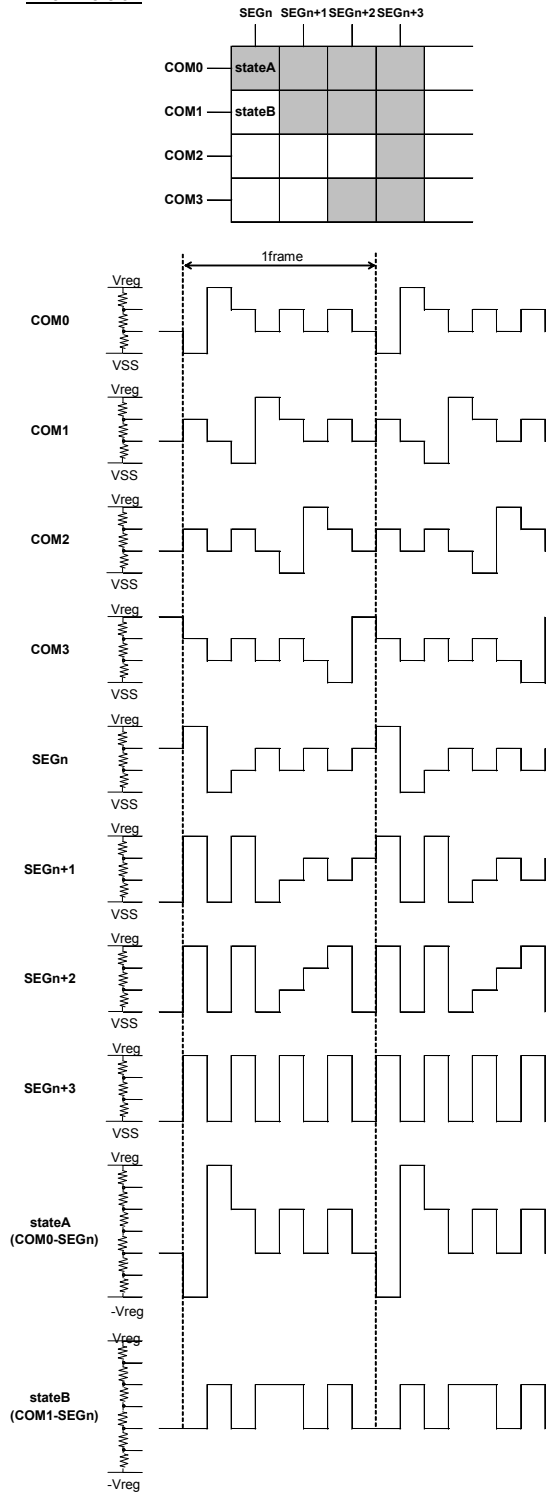 SEGn SEGn+1 SEGn+2 SEGn+3
COM0 stateA
COM1 stateB
COM2
COM3
1frame
Vreg
COM0
VSS
Vreg
COM1
VSS
Vreg
COM2
VSS
Vreg
COM3
VSS
Vreg
SEGn
VSS
Vreg
SEGn+1
VSS
Vreg
SEGn+2
VSS
Vreg
SEGn+3
VSS
Vreg
stateA
(COM0-SEGn)
-Vreg
Vreg
stateB
(COM1-SEGn)
-Vreg